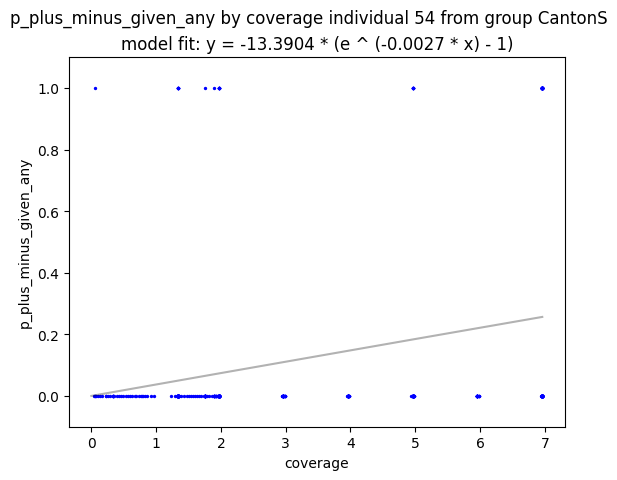 p_plus_minus_given_any by coverage individual 54 from group CantonS
model fit: y = -13.3904 * (e ^ (-0.0027 * x) - 1)
1.0
0.8
0.6
0.4
0.2
0.0
p_plus_minus_given_any
0 1 2 3 4 5 6 7
coverage